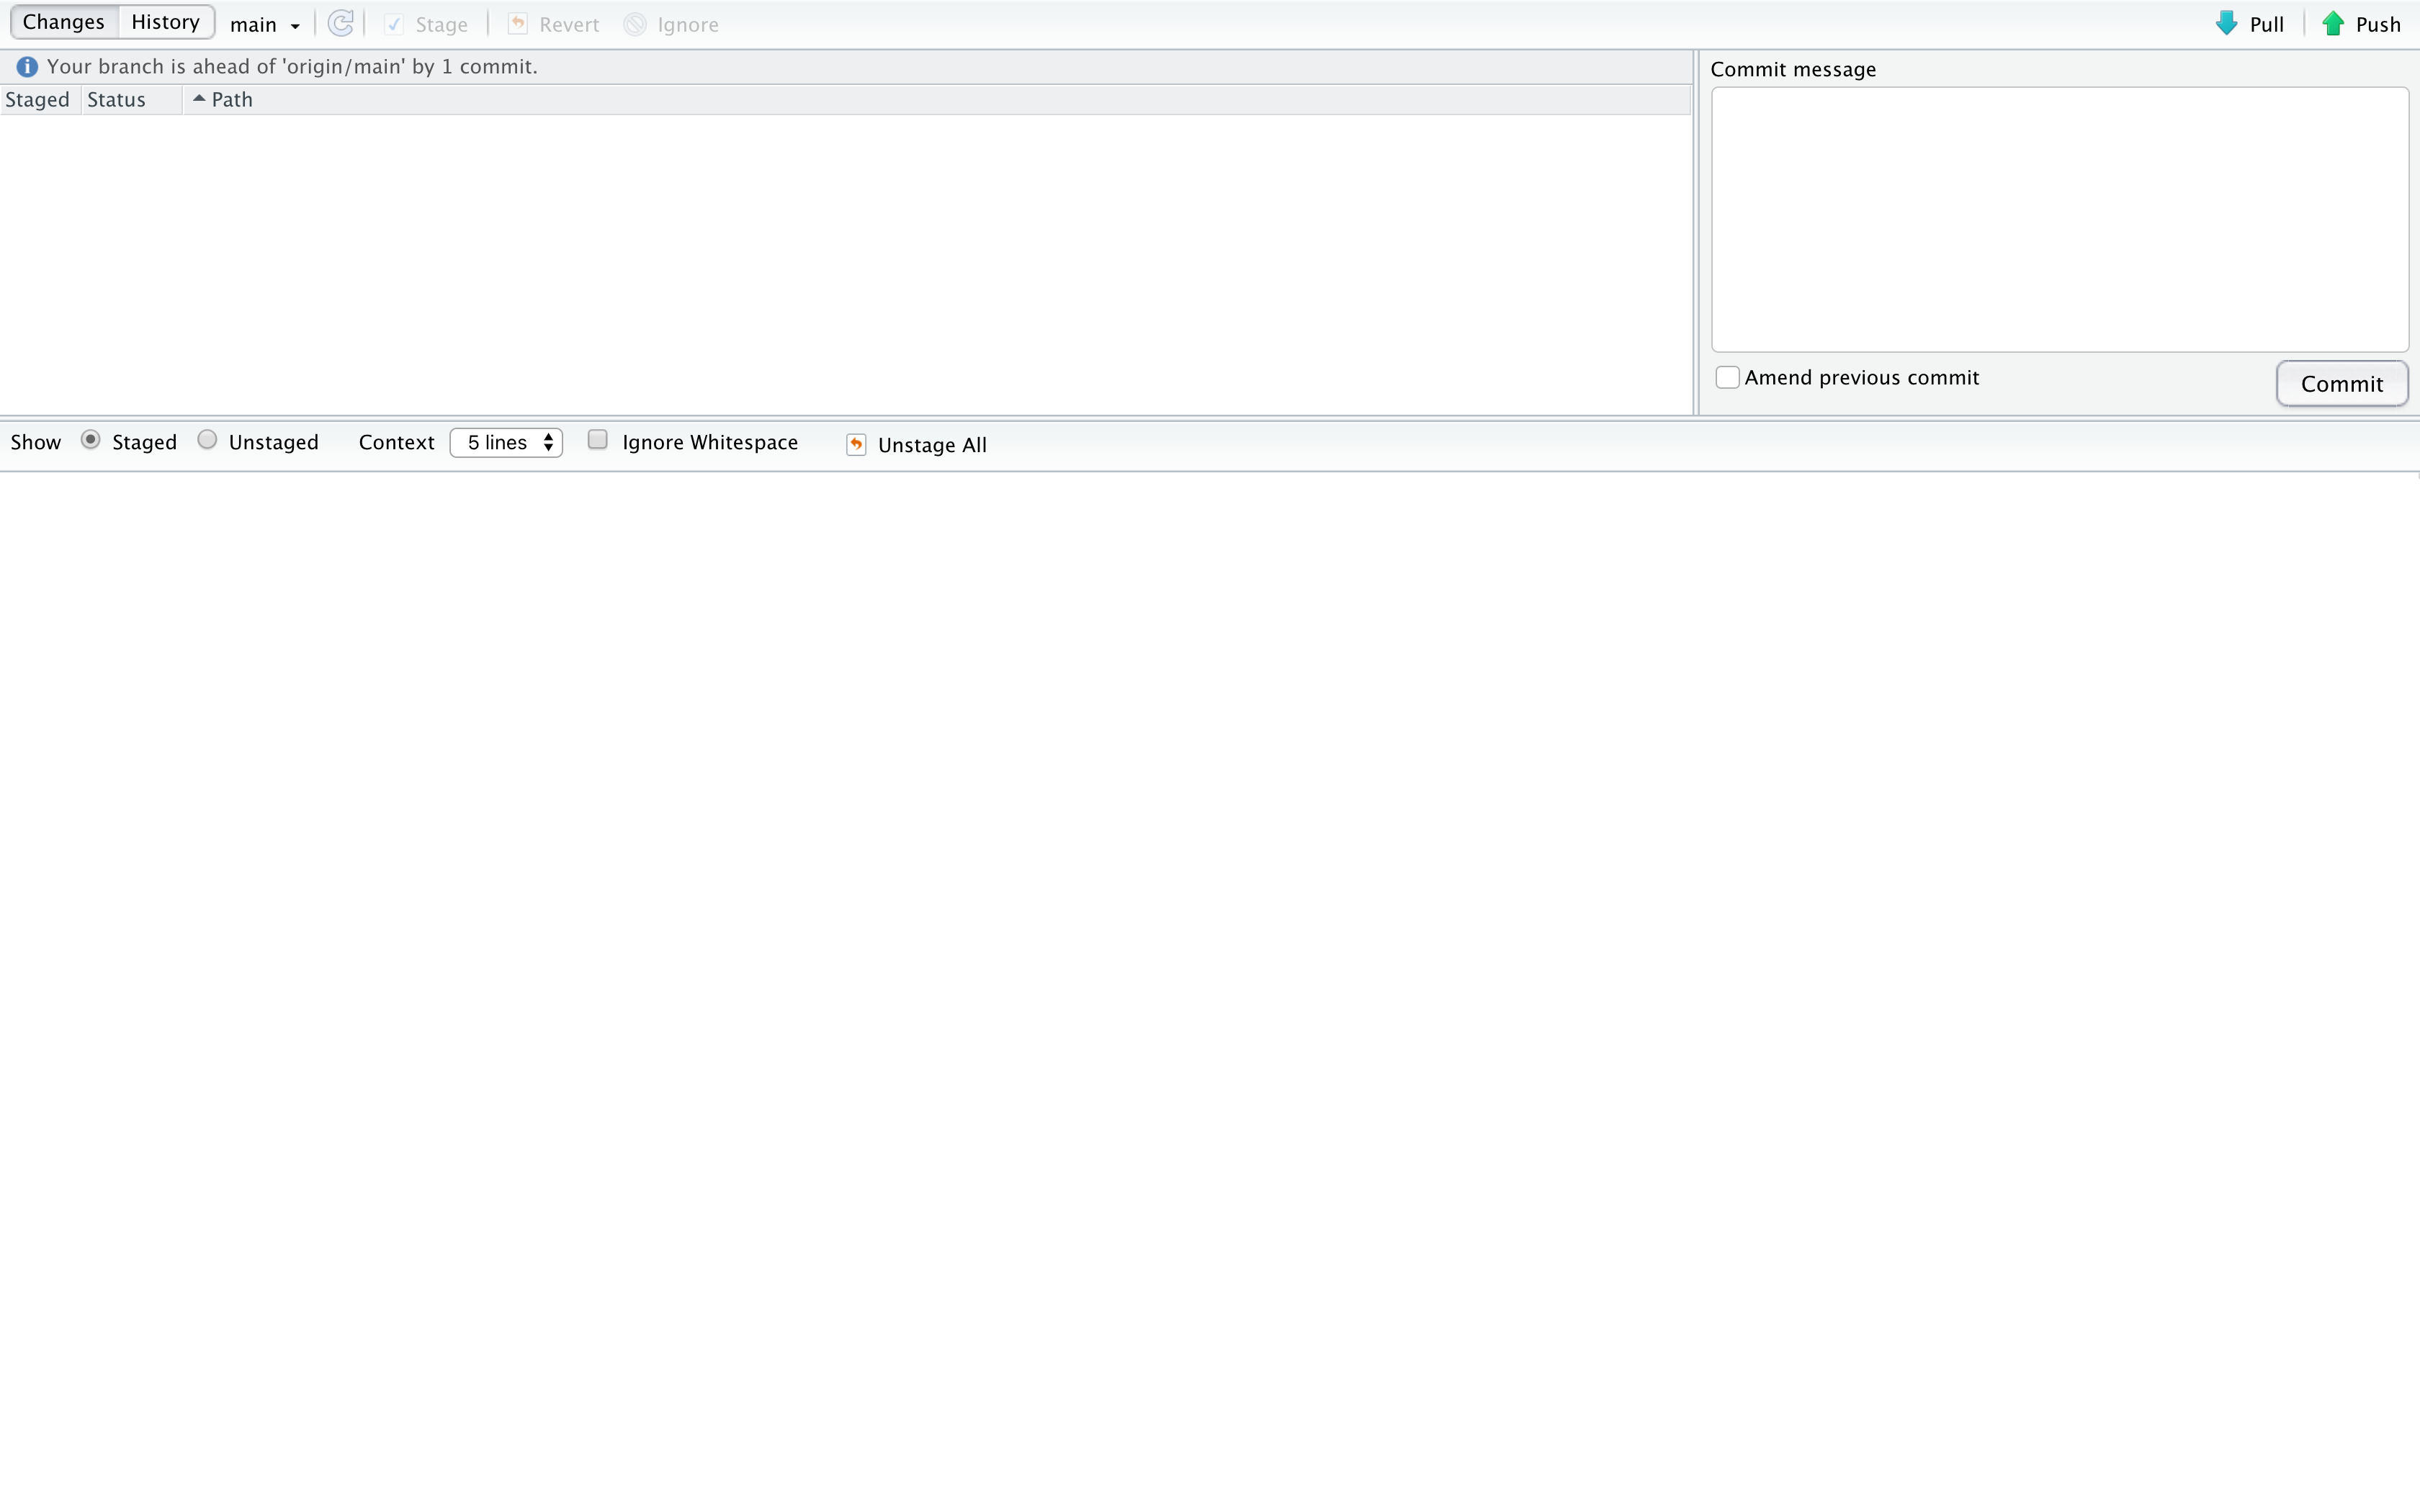 Changes History main Stage Revert Ignore Pull Push
Your branch is ahead of 'origin/main' by 1 commit.
Staged Status Path
Commit message
Amend previous commit
Commit
Show Staged Unstaged Context 5 lines Ignore Whitespace Unstage All